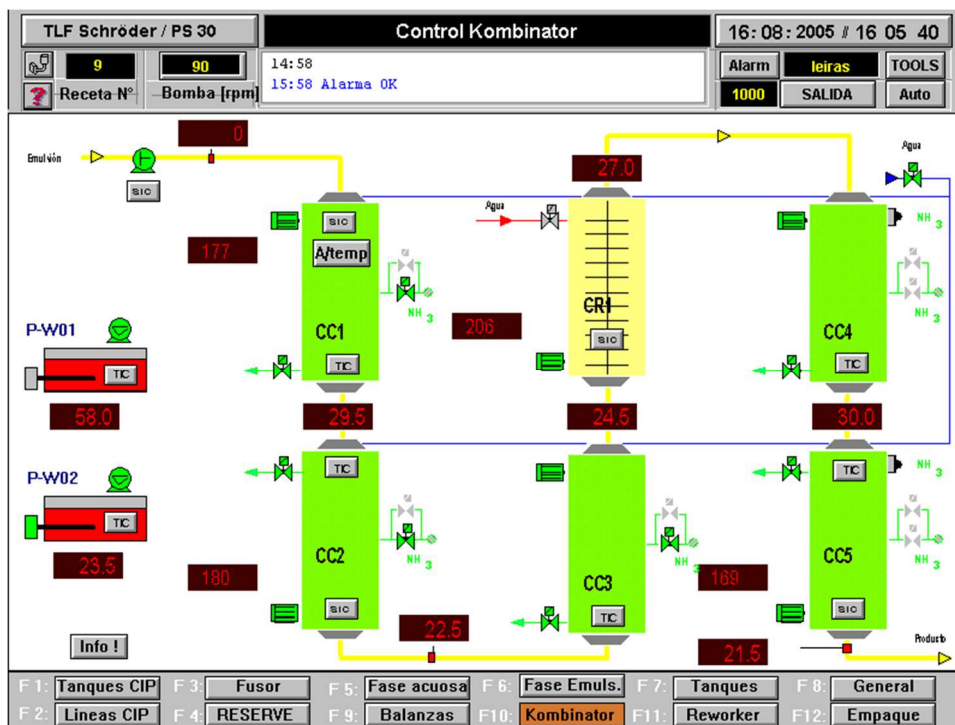 TLF Schröder / PS 30
Control Kombinator
16: 08: 2005 // 16 05 40
9
90
Receta N°
Bomba [rpm]
14:58
15:58 Alarma OK
Alarm
leiras
TOOLS
1000
SALIDA
Auto
Emulsión
0
SIC
177
SIC
A/temp
NH 3
CC1
TIC
29.5
Agua
27.0
206
CR1
SIC
24.5
Agua
NH 3
NH 3
CC4
TIC
30.0
P-W01
TIC
58.0
P-W02
TIC
23.5
TIC
CC2
NH 3
180
SIC
22.5
CC3
NH 3
TIC
169
TIC
NH 3
NH 3
CC5
SIC
21.5
Producto
Info !
F 1: Tanques CIP
F 3: Fusor
F 5: Fase acuosa
F 6: Fase Emuls.
F 7: Tanques
F 8: General
F 2: Lineas CIP
F 4: RESERVE
F 9: Balanzas
F10: Kombinator
F11: Reworker
F12: Empaque